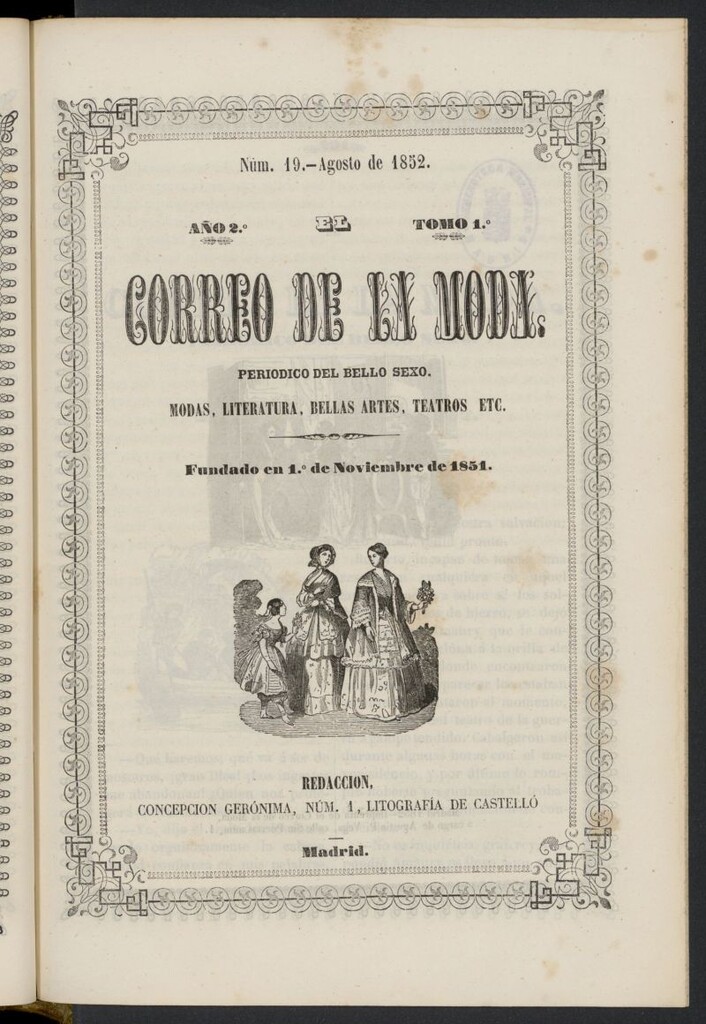 Núm. 19.—Agosto de 1852.
AÑO 2.º EL TOMO 1.º
CORREO DE LA MODA.
PERIODICO DEL BELLO SEXO.
MODAS, LITERATURA, BELLAS ARTES, TEATROS ETC.
Fundado en 1.º de Noviembre de 1851.
REDACCION,
CONCEPCION GERÓNIMA, NÚM. 1, LITOGRAFÍA DE CASTELLÓ
Madrid.